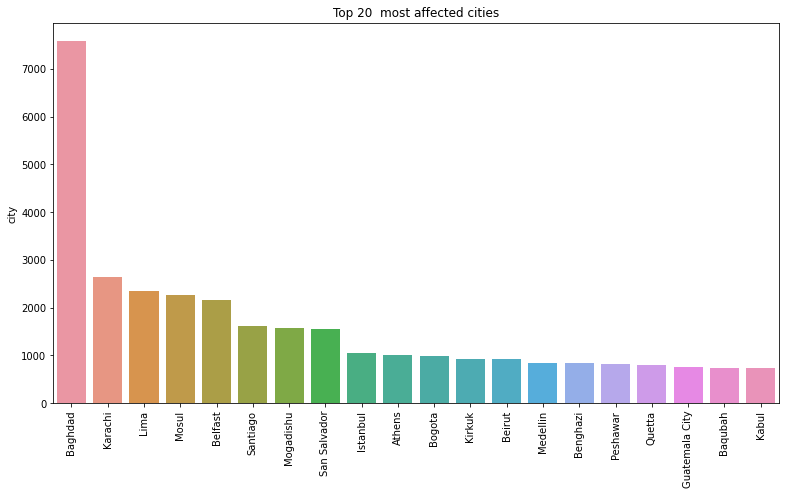 Top 20  most affected cities
7000
6000
5000
4000
3000
2000
1000
0
city
Baghdad
Karachi
Lima
Mosul
Belfast
Santiago
Mogadishu
San Salvador
Istanbul
Athens
Bogota
Kirkuk
Beirut
Medellin
Benghazi
Peshawar
Quetta
Guatemala City
Baqubah
Kabul